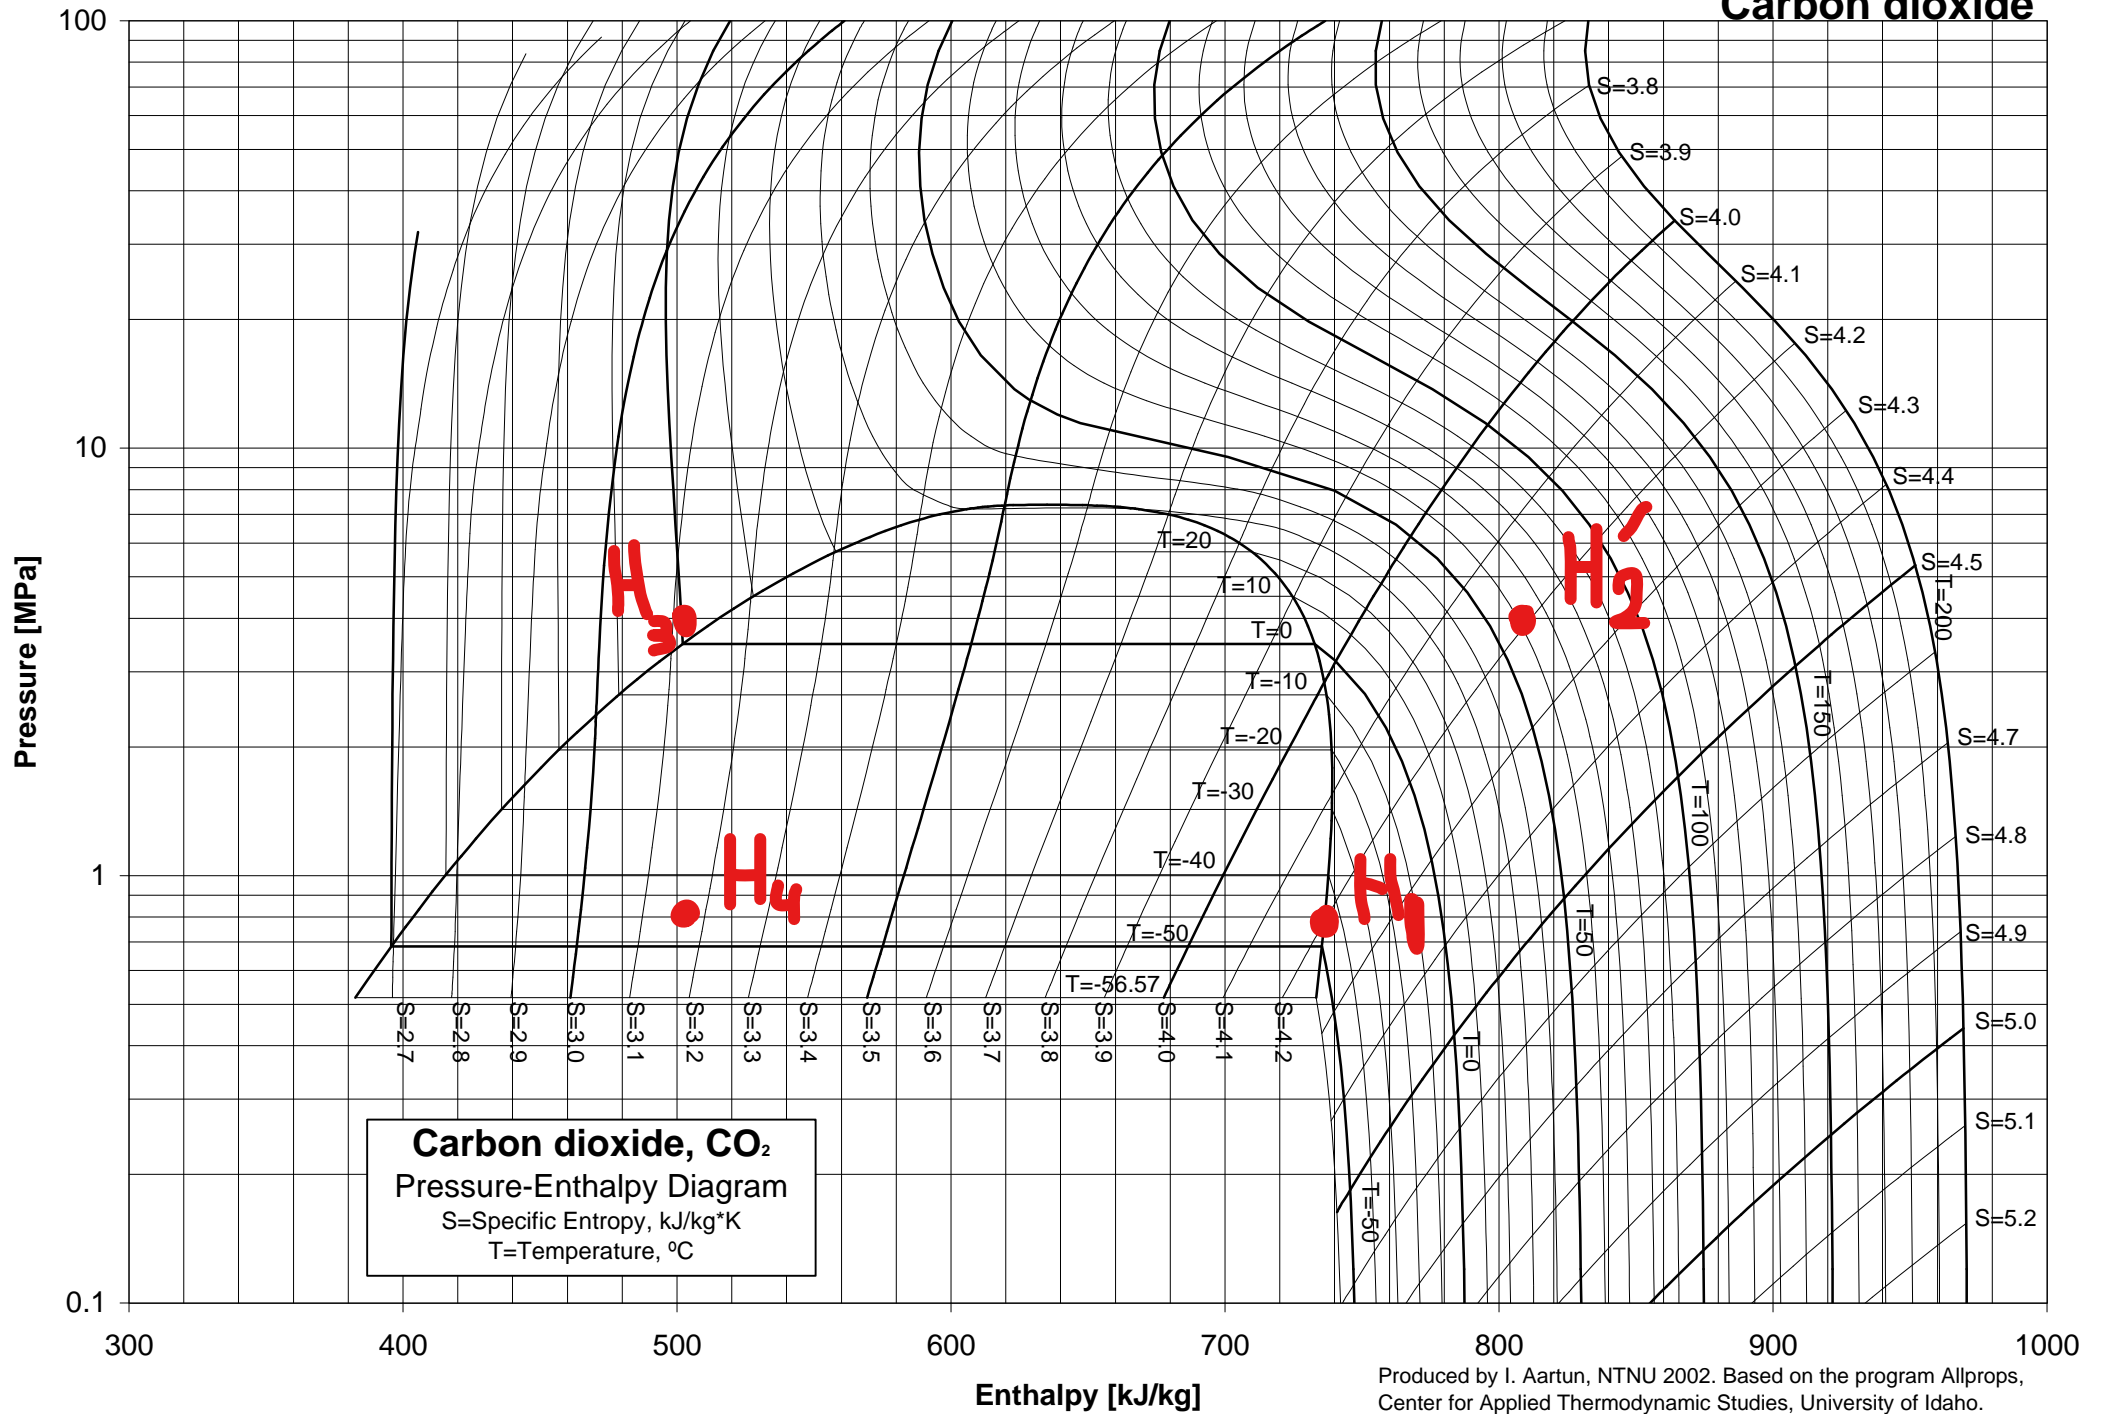 Carbon dioxide
100
10
1
0.1
Pressure [MPa]
S=3.8
S=3.9
S=4.0
S=4.1
S=4.2
S=4.3
S=4.4
S=4.5
S=4.7
S=4.8
S=4.9
S=5.0
S=5.1
S=5.2
T=200
T=150
T=100
T=50
T=0
T=-50
T=20
T=10
T=0
T=-10
T=-20
T=-30
T=-40
T=-50
T=-56.57
H3
H'2
H4
H1
S=2.7
S=2.8
S=2.9
S=3.0
S=3.1
S=3.2
S=3.3
S=3.4
S=3.5
S=3.6
S=3.7
S=3.8
S=3.9
S=4.0
S=4.1
S=4.2
Carbon dioxide, CO₂
Pressure-Enthalpy Diagram
S=Specific Entropy, kJ/kg*K
T=Temperature, ºC
300 400 500 600 700 800 900 1000
Enthalpy [kJ/kg]
Produced by I. Aartun, NTNU 2002. Based on the program Allprops,
Center for Applied Thermodynamic Studies, University of Idaho.